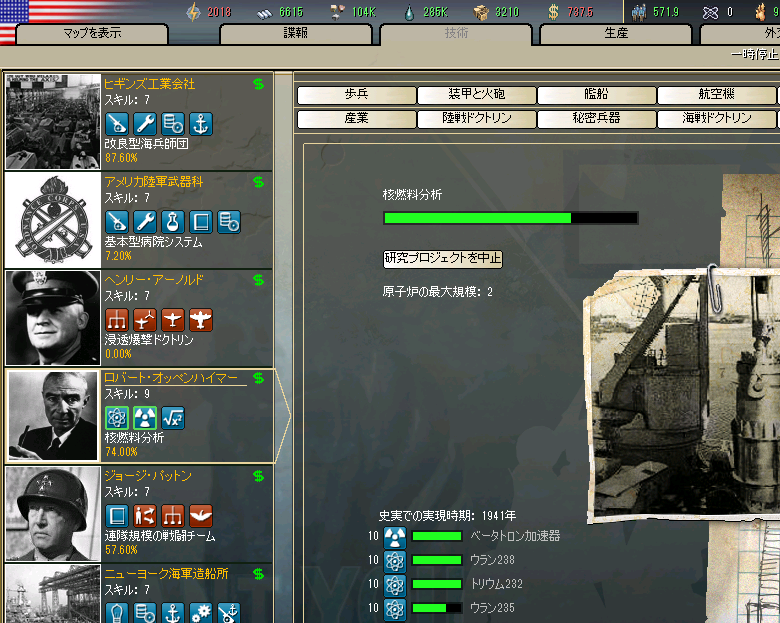 2018 6615 104K 285K 3210 737.5 571.9 0 9
マップを表示 諜報 技術 生産 外
一時停止
歩兵 装甲と火砲 艦船 航空機
産業 陸戦ドクトリン 秘密兵器 海戦ドクトリン
ヒギンズ工業会社 $
スキル: 7
改良型海兵師団
87.60%
アメリカ陸軍武器科 $
スキル: 7
基本型病院システム
7.20%
ヘンリー・アーノルド $
スキル: 7
浸透爆撃ドクトリン
0.00%
ロバート・オッペンハイマー $
スキル: 9
核燃料分析
74.00%
ジョージ・パットン $
スキル: 7
連隊規模の戦闘チーム
57.60%
ニューヨーク海軍造船所 $
スキル: 7
核燃料分析
研究プロジェクトを中止
原子炉の最大規模: 2
史実での実現時期: 1941年
10 ベータトロン加速器
10 ウラン238
10 トリウム232
10 ウラン235